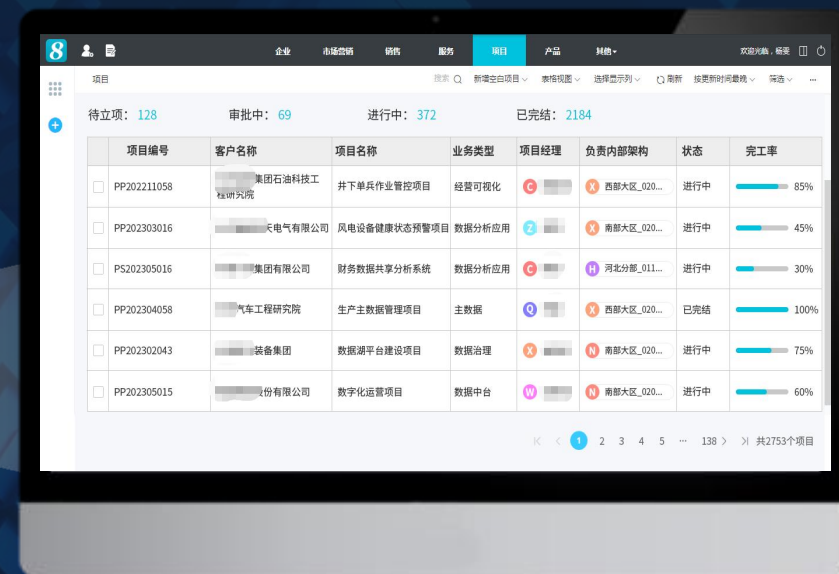 8
企业 市场营销 销售 服务 项目 产品 其他 欢迎光临，杨雯
项目 搜索 新增空白项目 表格视图 选择显示列 刷新 按更新时间最晚 筛选 ...
待立项：128 审批中：69 进行中：372 已完结：2184
项目编号 客户名称 项目名称 业务类型 项目经理 负责内部架构 状态 完工率
PP202211058 集团石油科技工 井下单兵作业管控项目 经营可视化 C X 西部大区_020... 进行中 85%
程研究院
PP202303016 电气有限公司 风电设备健康状态预警项目 数据分析应用 Z X 南部大区_020... 进行中 45%
PS202305016 集团有限公司 财务数据共享分析系统 数据分析应用 C H 河北分部_011... 进行中 30%
PP202304058 汽车工程研究院 生产主数据管理项目 主数据 Q X 西部大区_020... 已完结 100%
PP202302043 装备集团 数据湖平台建设项目 数据治理 X N 南部大区_020... 进行中 75%
PP202305015 份有限公司 数字化运营项目 数据中台 W N 南部大区_020... 进行中 60%
1 2 3 4 5 ... 138 共2753个项目